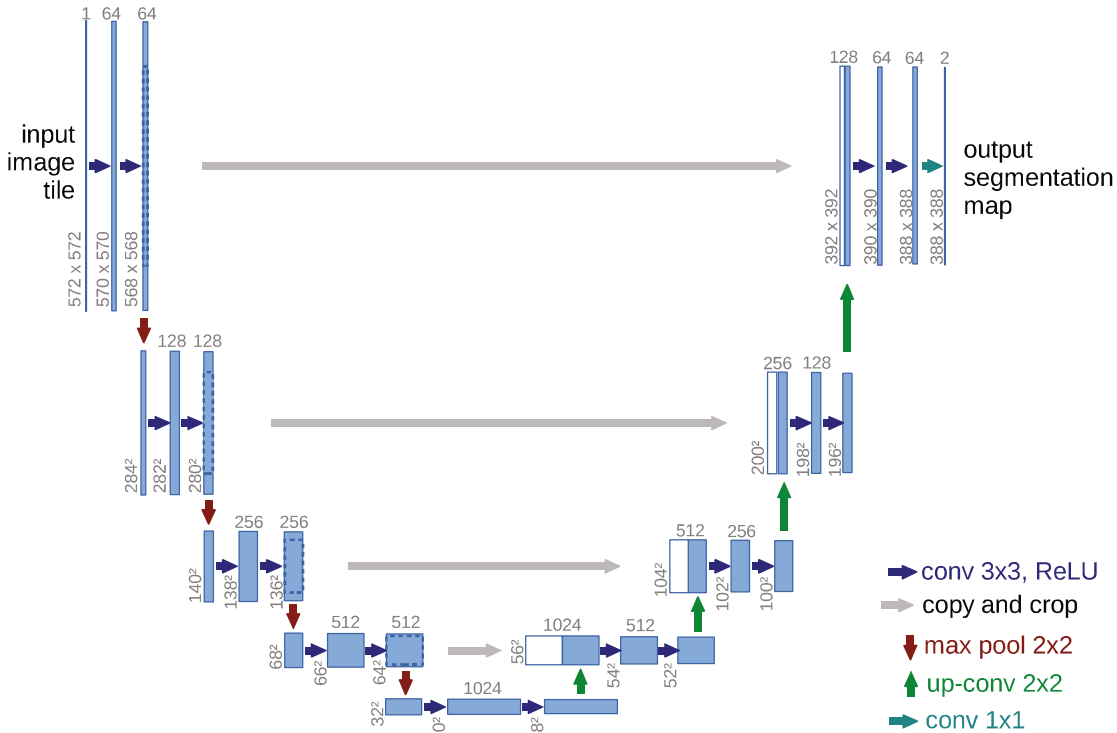 1 64 64
128
64 64 2
input
image
tile
output
segmentation
map
572 x 572
570 x 570
568 x 568
392 x 392
390 x 390
388 x 388
388 x 388
128 128
256 128
284²
282²
280²
200²
198²
196²
256 256
512 256
140²
138²
136²
104²
102²
100²
conv 3x3, ReLU
copy and crop
max pool 2x2
up-conv 2x2
conv 1x1
512 512
1024 512
68²
66²
64²
56²
54²
52²
1024
32²
0²
8²